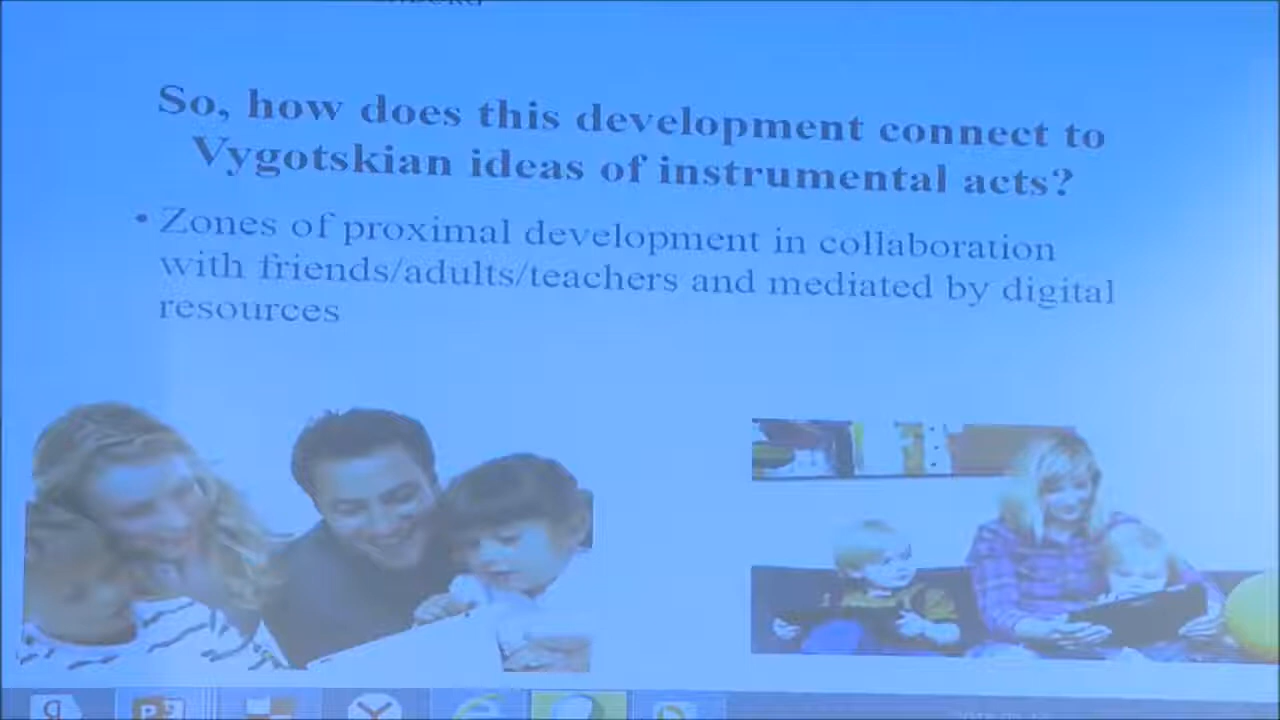 So, how does this development connect to
Vygotskian ideas of instrumental acts?
• Zones of proximal development in collaboration
with friends/adults/teachers and mediated by digital
resources